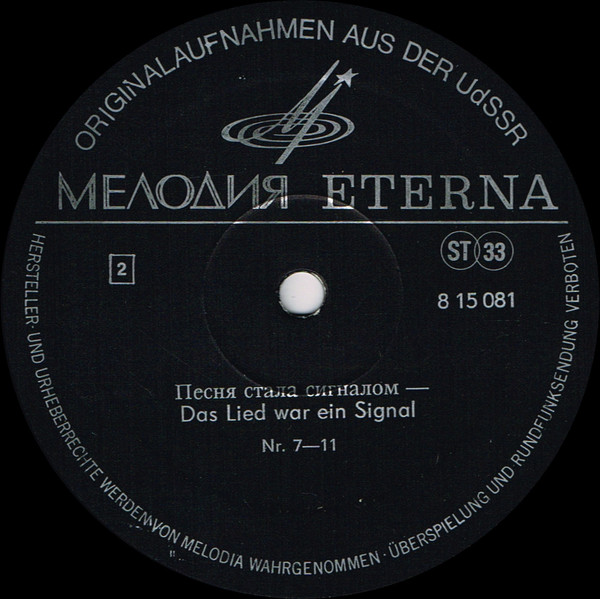 ORIGINALAUFNAHMEN AUS DER UdSSR
МЕЛОДИЯ ETERNA
2
ST 33
8 15 081
Песня стала сигналом —
Das Lied war ein Signal
Nr. 7—11
HERSTELLER- UND URHEBERRECHTE WERDEN VON MELODIA WAHRGENOMMEN · ÜBERSPIELUNG UND RUNDFUNKSENDUNG VERBOTEN